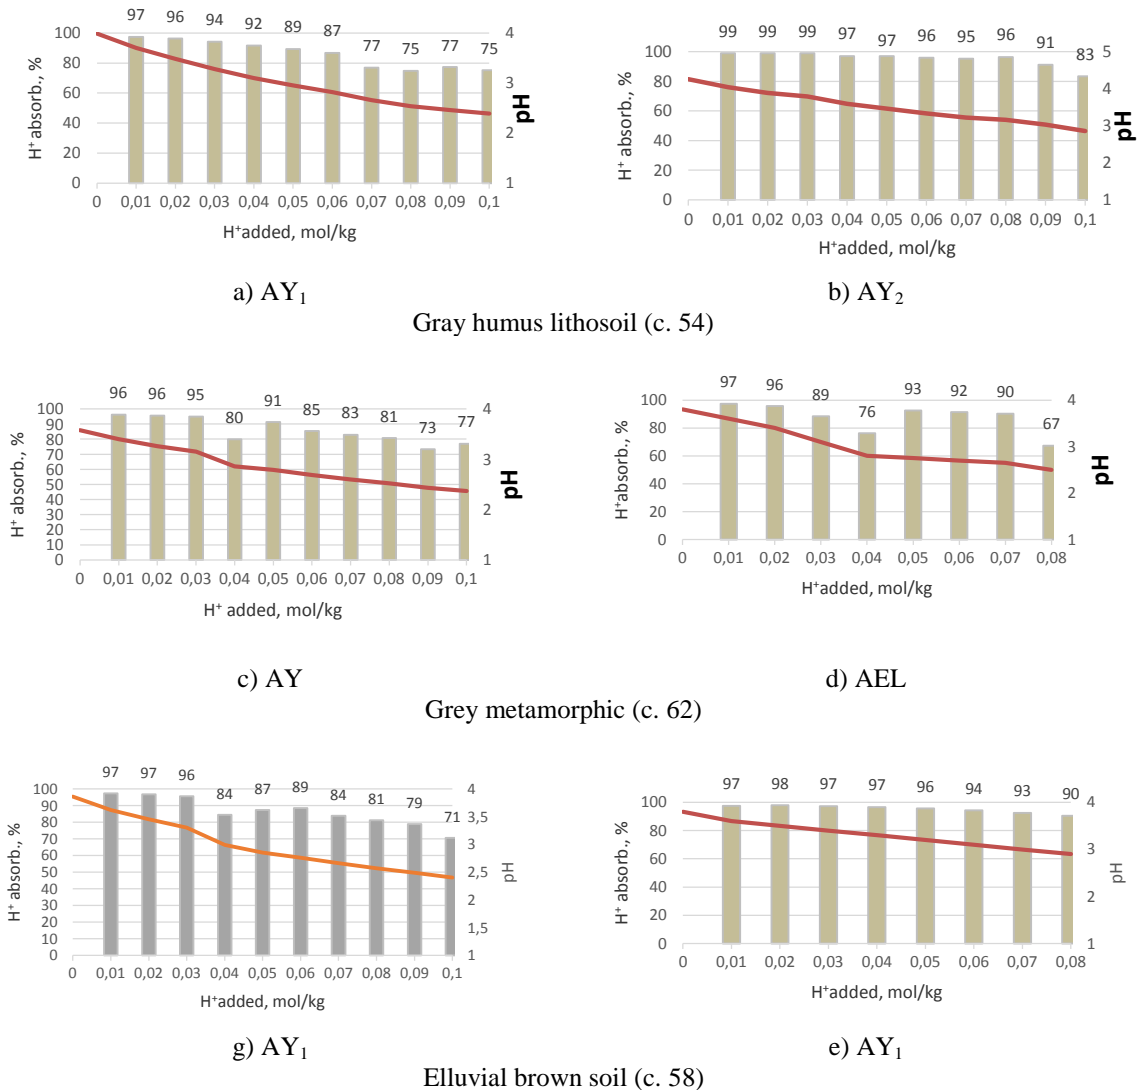 97 96 94 92 89 87 77 75 77 75
100 80 60 40 20 0
H⁺ absorb., %
4 3 2 1
pH
0 0,01 0,02 0,03 0,04 0,05 0,06 0,07 0,08 0,09 0,1
H⁺added, mol/kg
a) AY₁
99 99 99 97 97 96 95 96 91 83
100 80 60 40 20 0
H⁺ absorb., %
5 4 3 2 1
pH
0 0,01 0,02 0,03 0,04 0,05 0,06 0,07 0,08 0,09 0,1
H⁺added, mol/kg
b) AY₂
Gray humus lithosoil (c. 54)
96 96 95 80 91 85 83 81 73 77
100 90 80 70 60 50 40 30 20 10 0
H⁺ absorb., %
4 3 2 1
pH
0 0,01 0,02 0,03 0,04 0,05 0,06 0,07 0,08 0,09 0,1
H⁺ added, mol/kg
c) AY
97 96 89 76 93 92 90 67
100 80 60 40 20 0
H⁺absorb., %
4 3 2 1
pH
0 0,01 0,02 0,03 0,04 0,05 0,06 0,07 0,08
H⁺ added, mol/kg
d) AEL
Grey metamorphic (c. 62)
97 97 96 84 87 89 84 81 79 71
100 90 80 70 60 50 40 30 20 10 0
H⁺ absorb., %
4 3,5 3 2,5 2 1,5 1
pH
0 0,01 0,02 0,03 0,04 0,05 0,06 0,07 0,08 0,09 0,1
H⁺added, mol/kg
g) AY₁
97 98 97 97 96 94 93 90
100 80 60 40 20 0
H⁺ absorb., %
4 3 2 1
pH
0 0,01 0,02 0,03 0,04 0,05 0,06 0,07 0,08
H⁺added, mol/kg
e) AY₁
Elluvial brown soil (c. 58)